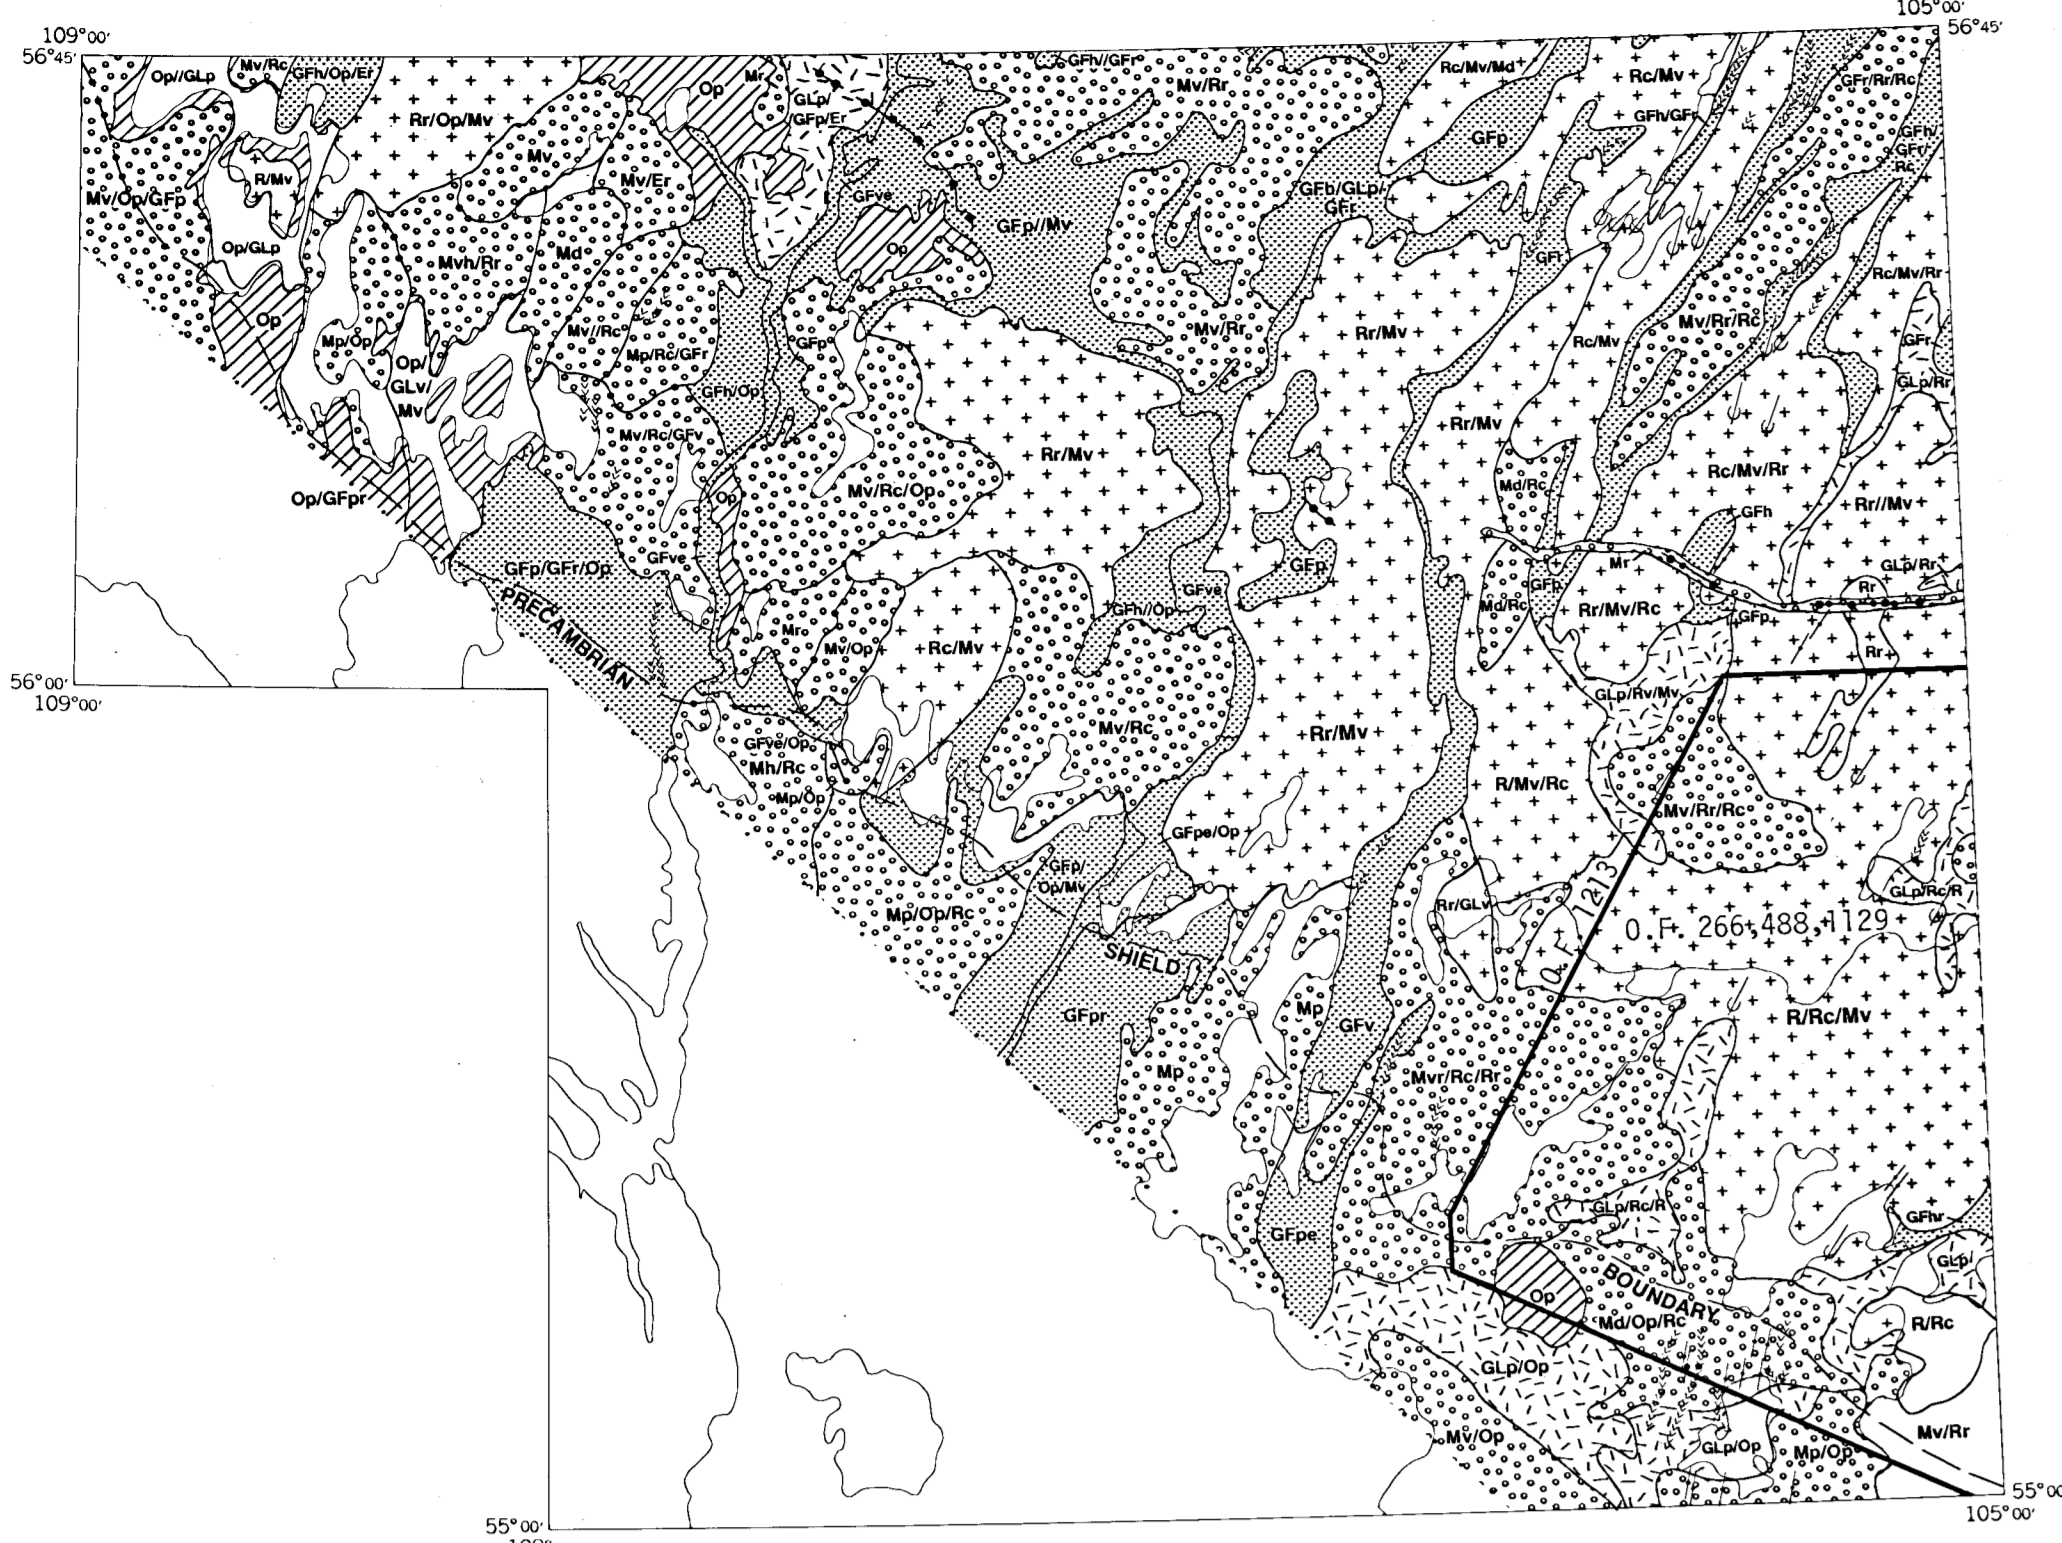 105°00'
109°00'
56°45'
56°45'
Op//GLp
Mv/Rc
GFh/Op/Er
Op
Mr
GLp/
GFp/Er
GFh//GFr
Mv/Rr
Rc/Mv/Md
Rc/Mv
GFr/Rr/Rc
Rr/Op/Mv
GFh/GFr
GFp
GFh/
GFr/
Rc
Mv
R/Mv
Mv/Er
Mv/Op/GFp
GFve
GFh/GLp/
GFr
GFp//Mv
Op/GLp
Md
Op
Mvh/Rr
GFr
Rc/Mv/Rr
Op
Mv//Rc
Mv/Rr
Rr/Mv
Mv/Rr/Rc
Mp/Op
GFp
Rc/Mv
GFr
Mp/Rc/GFr
Op/
GLv/
Mv
GFh/Op
GLp/Rr
Mv/Rc/GFv
Rr/Mv
Rr/Mv
Rc/Mv/Rr
Op/GFpr
Op
Mv/Rc/Op
Md/Rc
Rr//Mv
GFh
GFp/GFr/Op
GFve
GFp
Mr
GLp/Rr
PRECAMBRIAN
GFve
GFp
Rr
GFh//Op
Md/Rc
Rr/Mv/Rc
GFp
Mr
Mv/Op
Rc/Mv
Rr
56°00'
109°00'
GLp/Rv/Mv
Mv/Rc
Rr/Mv
GFve/Op
Mh/Rc
Mp/Op
R/Mv/Rc
Mv/Rr/Rc
GFpe/Op
GFp/
Op/Mv
GLp/Rc/R
Rr/GLv
Mp/Op/Rc
O.F. 1213
O.F. 266,488,1129
SHIELD
GFpr
Mp
GFv
R/Rc/Mv
Mp
Mvr/Rc/Rr
GLp/Rc/R
GFhr
GFpe
GLp/
BOUNDARY
Op
Md/Op/Rc
R/Rc
GLp/Op
Mv/Op
GLp/Op
Mp/Op
Mv/Rr
55°00'
55°00
105°00'